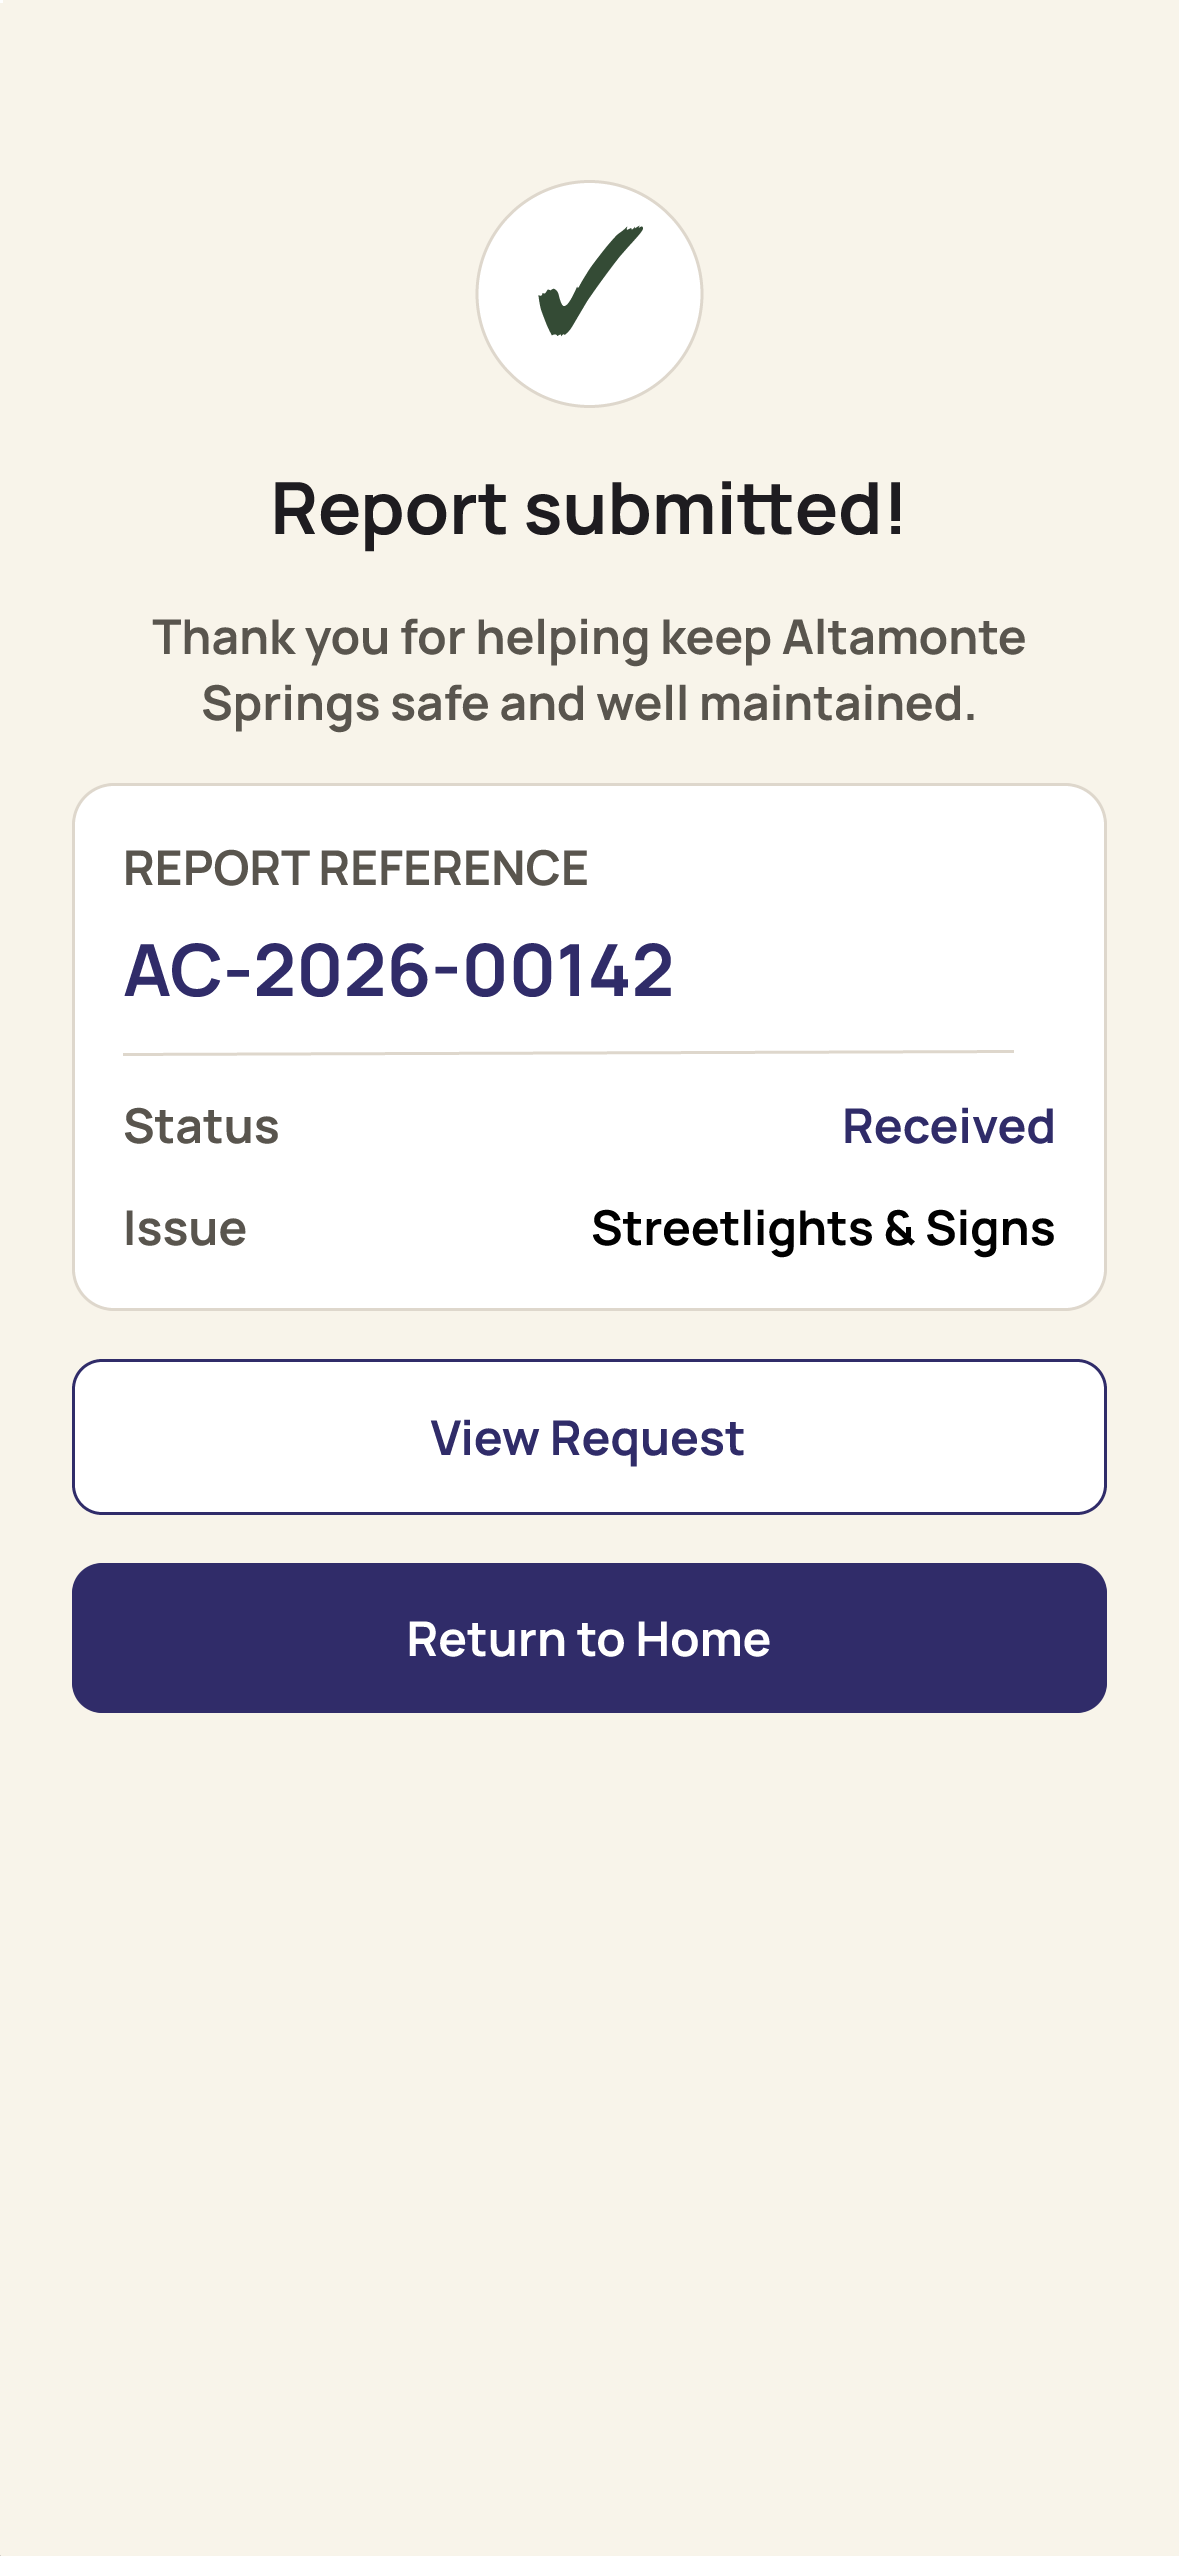 Report submitted!
Thank you for helping keep Altamonte
Springs safe and well maintained.
REPORT REFERENCE
AC-2026-00142
Status Received
Issue Streetlights & Signs
View Request
Return to Home